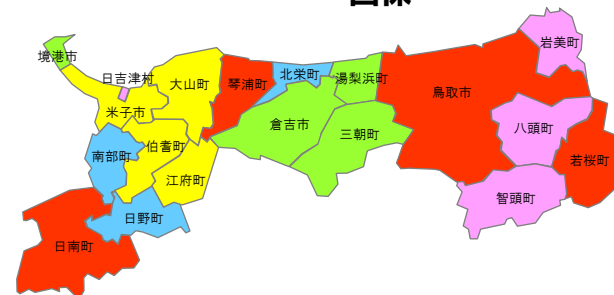 境港市
日吉津村
米子市
大山町
琴浦町
北栄町
湯梨浜町
鳥取市
岩美町
南部町
伯耆町
倉吉市
三朝町
八頭町
若桜町
江府町
智頭町
日野町
日南町